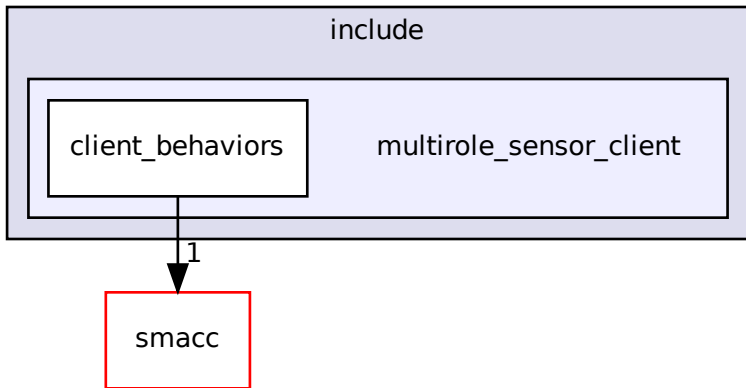 include
client_behaviors
multirole_sensor_client
1
smacc